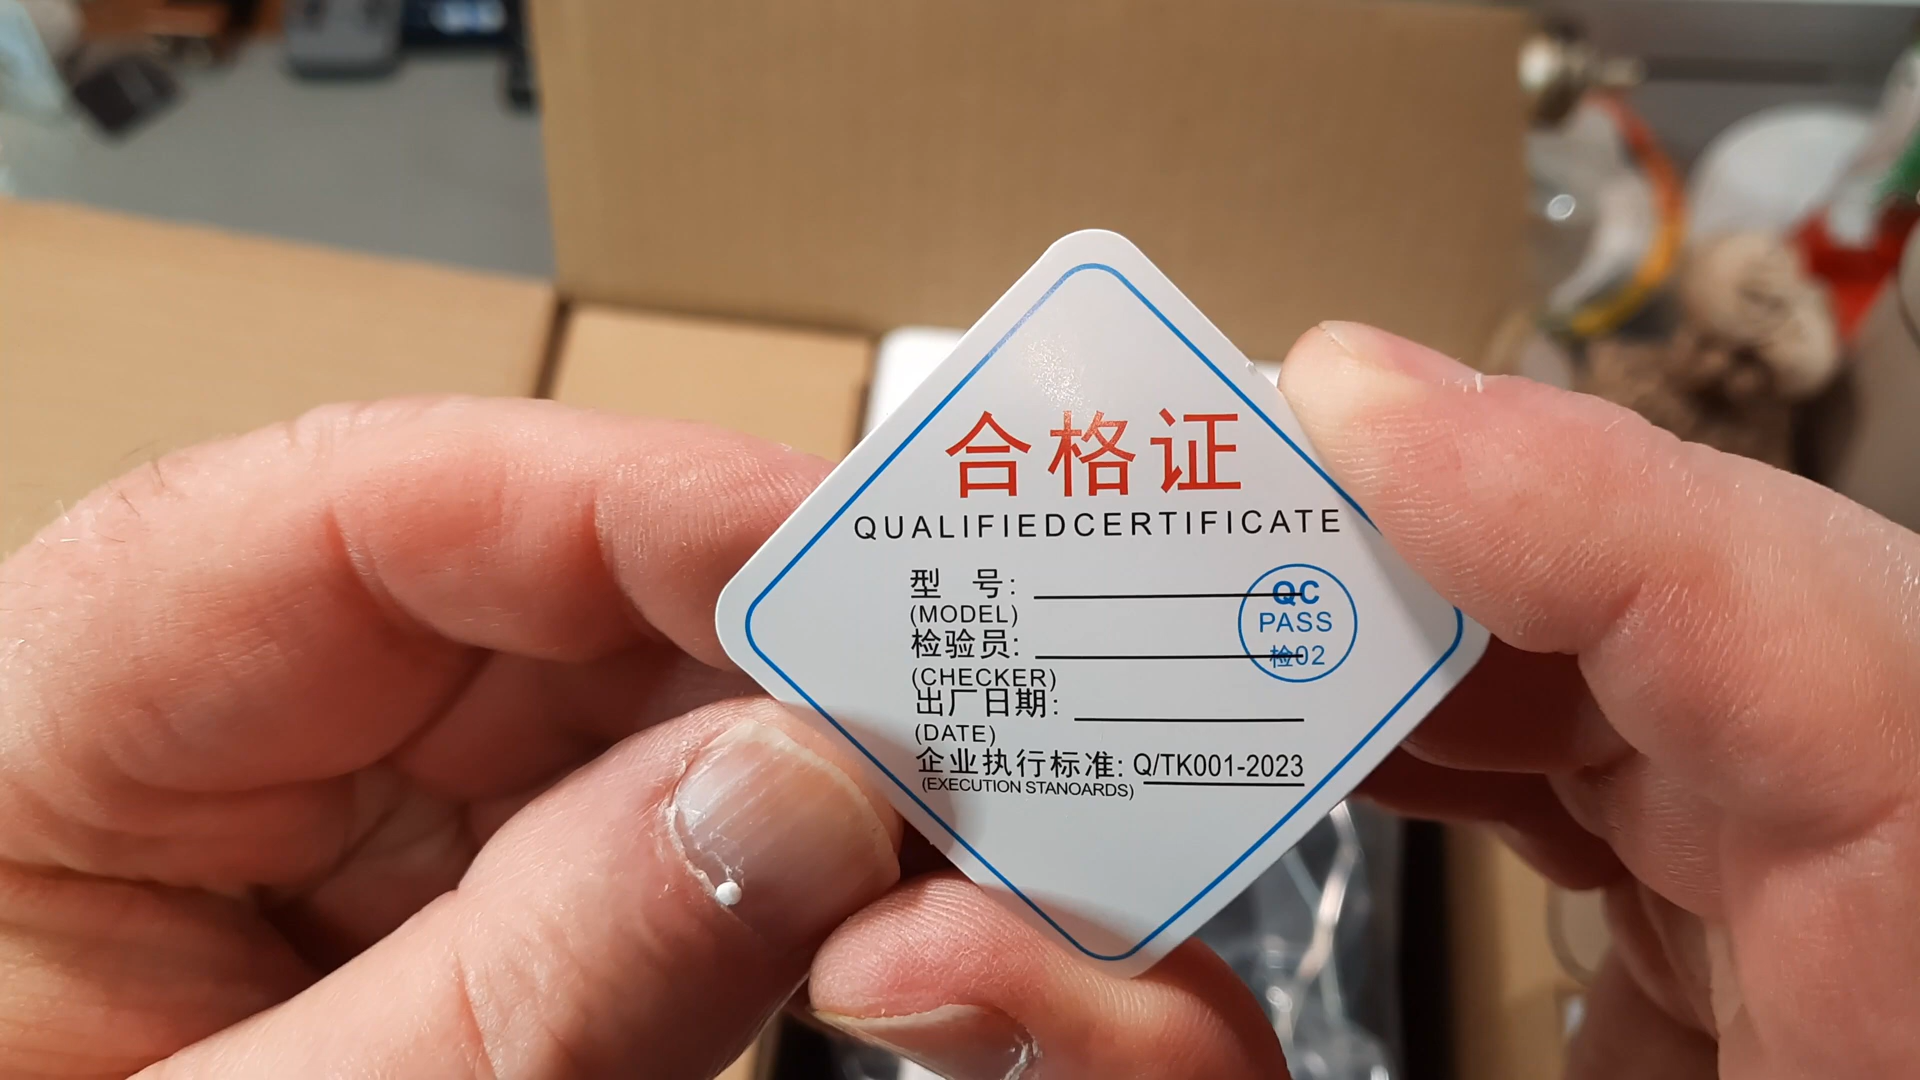 合格证
QUALIFIEDCERTIFICATE
型 号:
(MODEL)
检验员:
(CHECKER)
出厂日期:
(DATE)
企业执行标准: Q/TK001-2023
(EXECUTION STANOARDS)
QC
PASS
检02